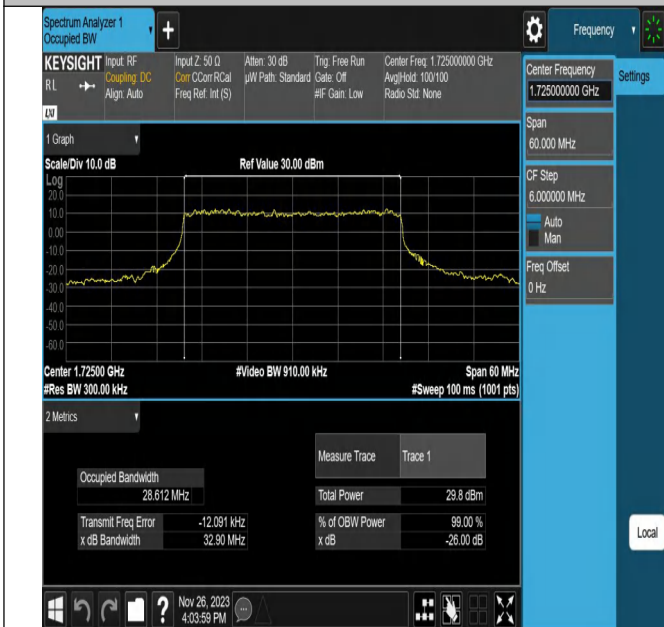 Spectrum Analyzer 1
Occupied BW
Frequency
KEYSIGHT
RL
LXI
Input: RF
Coupling: DC
Align: Auto
Input Z: 50 Ω
Corr CCorr RCal
Freq Ref: Int (S)
Atten: 30 dB
µW Path: Standard
Trig: Free Run
Gate: Off
#IF Gain: Low
Center Freq: 1.725000000 GHz
Avg|Hold: 100/100
Radio Std: None
Center Frequency
1.725000000 GHz
Settings
Span
60.000 MHz
CF Step
6.000000 MHz
Auto
Man
Freq Offset
0 Hz
Local
1 Graph
Scale/Div 10.0 dB
Ref Value 30.00 dBm
Log
20.0
10.0
0.00
-10.0
-20.0
-30.0
-40.0
-50.0
-60.0
Center 1.72500 GHz
#Video BW 910.00 kHz
Span 60 MHz
#Res BW 300.00 kHz
#Sweep 100 ms (1001 pts)
2 Metrics
Measure Trace Trace 1
Occupied Bandwidth
28.612 MHz
Total Power 29.8 dBm
Transmit Freq Error -12.091 kHz
% of OBW Power 99.00 %
x dB Bandwidth 32.90 MHz
x dB -26.00 dB
Nov 26, 2023
4:03:59 PM